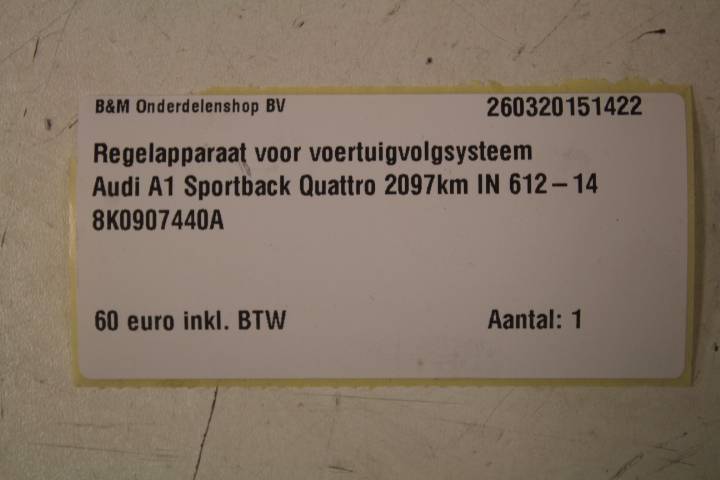 B&M Onderdelenshop BV 260320151422
Regelapparaat voor voertuigvolgsysteem
Audi A1 Sportback Quattro 2097km IN 612-14
8K0907440A
60 euro inkl. BTW Aantal: 1